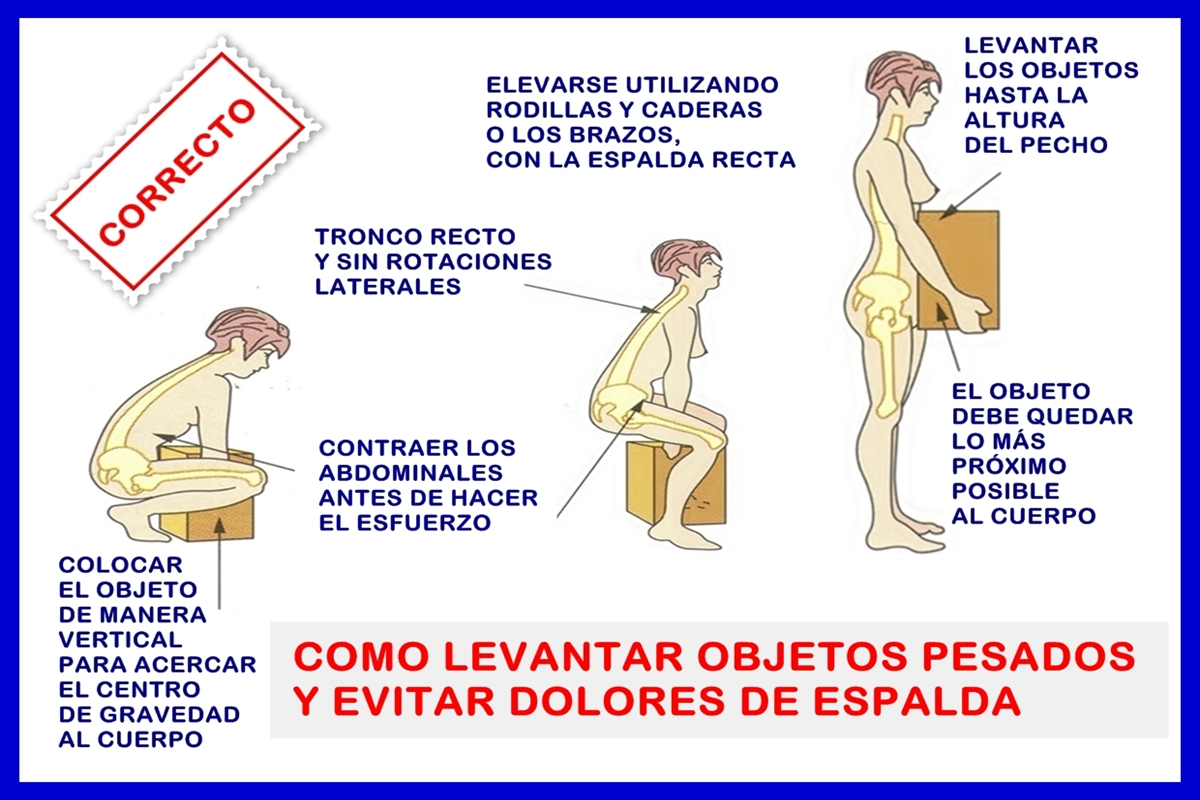 CORRECTO
ELEVARSE UTILIZANDO
RODILLAS Y CADERAS
O LOS BRAZOS,
CON LA ESPALDA RECTA
LEVANTAR
LOS OBJETOS
HASTA LA
ALTURA
DEL PECHO
TRONCO RECTO
Y SIN ROTACIONES
LATERALES
EL OBJETO
DEBE QUEDAR
LO MÁS
PRÓXIMO
POSIBLE
AL CUERPO
CONTRAER LOS
ABDOMINALES
ANTES DE HACER
EL ESFUERZO
COLOCAR
EL OBJETO
DE MANERA
VERTICAL
PARA ACERCAR
EL CENTRO
DE GRAVEDAD
AL CUERPO
COMO LEVANTAR OBJETOS PESADOS
Y EVITAR DOLORES DE ESPALDA